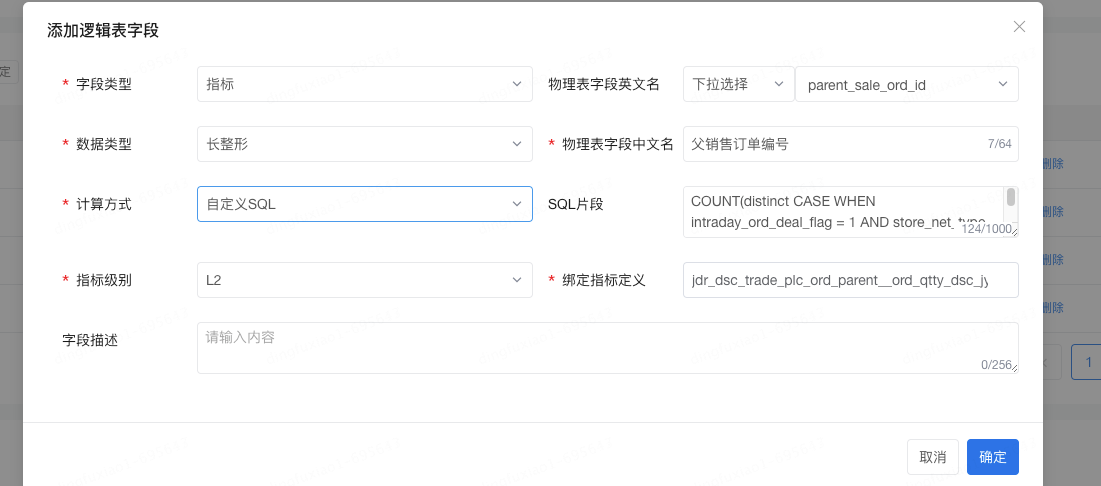 添加逻辑表字段
定
* 字段类型
指标
物理表字段英文名
下拉选择
parent_sale_ord_id
* 数据类型
长整形
* 物理表字段中文名
父销售订单编号
7/64
删除
* 计算方式
自定义SQL
SQL片段
COUNT(distinct CASE WHEN
intraday_ord_deal_flag = 1 AND store_net_type
124/1000
删除
删除
* 指标级别
L2
* 绑定指标定义
jdr_dsc_trade_plc_ord_parent__ord_qtty_dsc_jy
删除
字段描述
请输入内容
0/256
1
取消
确定